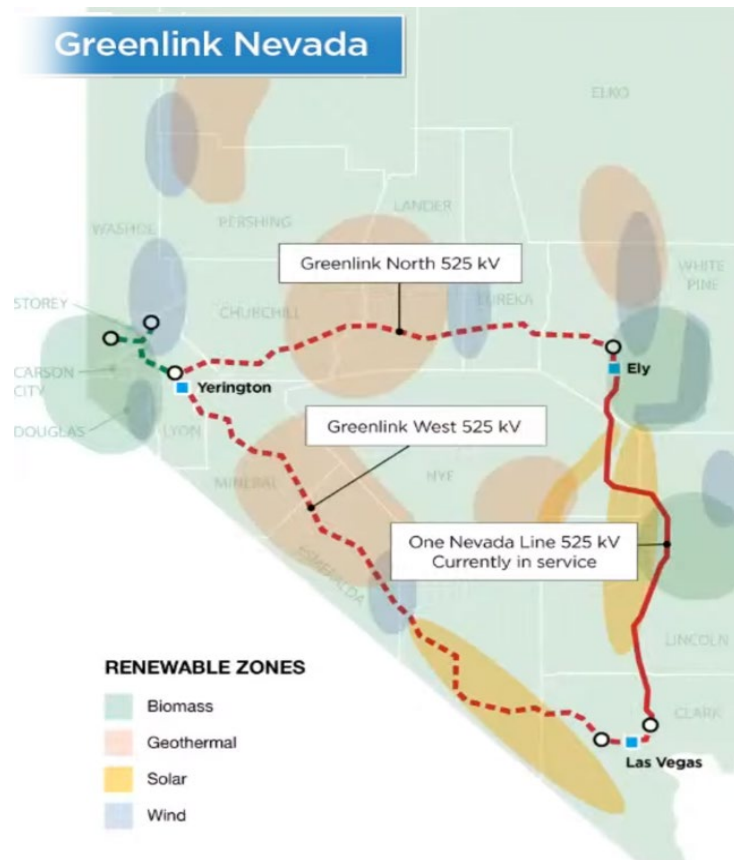 Greenlink Nevada
ELKO
LANDER
PERSHING
WASHOE
Greenlink North 525 kV
WHITE
PINE
STOREY
EUREKA
CHURCHILL
CARSON
CITY
Ely
Yerington
DOUGLAS
LYON
Greenlink West 525 kV
NYE
MINERAL
One Nevada Line 525 kV
Currently in service
ESMERALDA
LINCOLN
RENEWABLE ZONES
Biomass
CLARK
Geothermal
Las Vegas
Solar
Wind